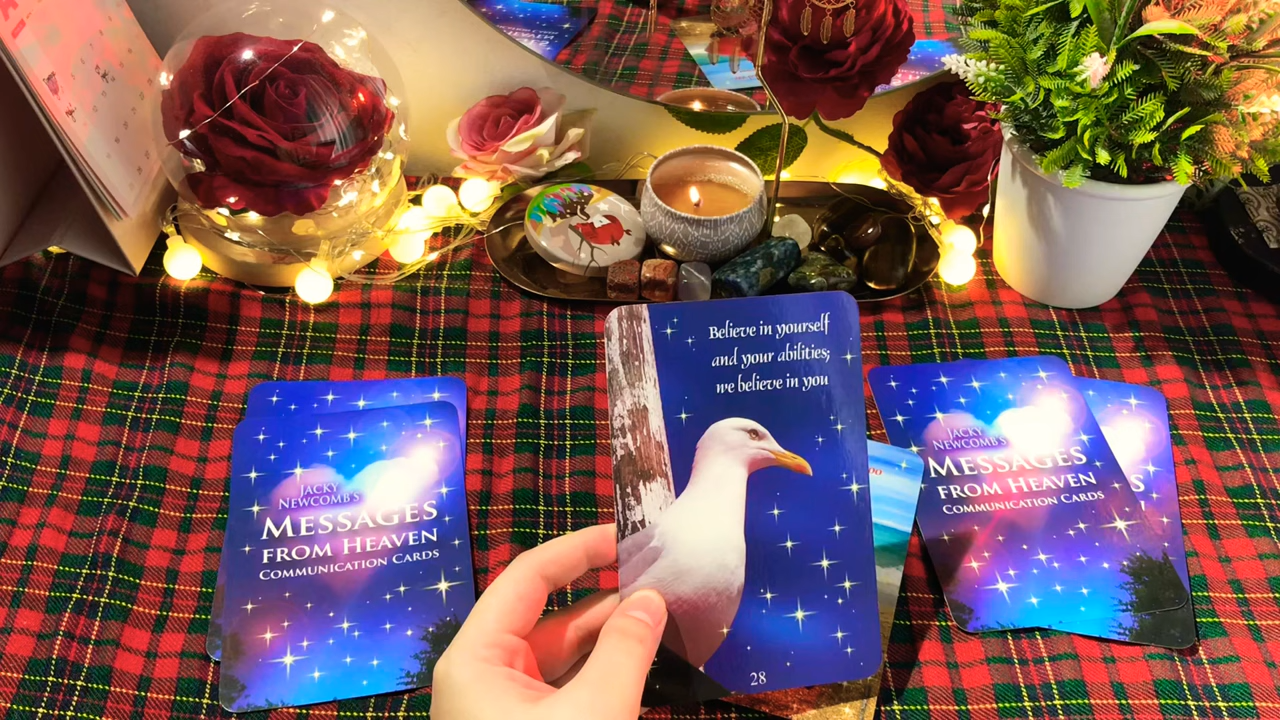 Believe in yourself
and your abilities;
we believe in you
28
JACKY
NEWCOMB'S
MESSAGES
FROM HEAVEN
COMMUNICATION CARDS
JACKY
NEWCOMB'S
MESSAGES
FROM HEAVEN
COMMUNICATION CARDS
S